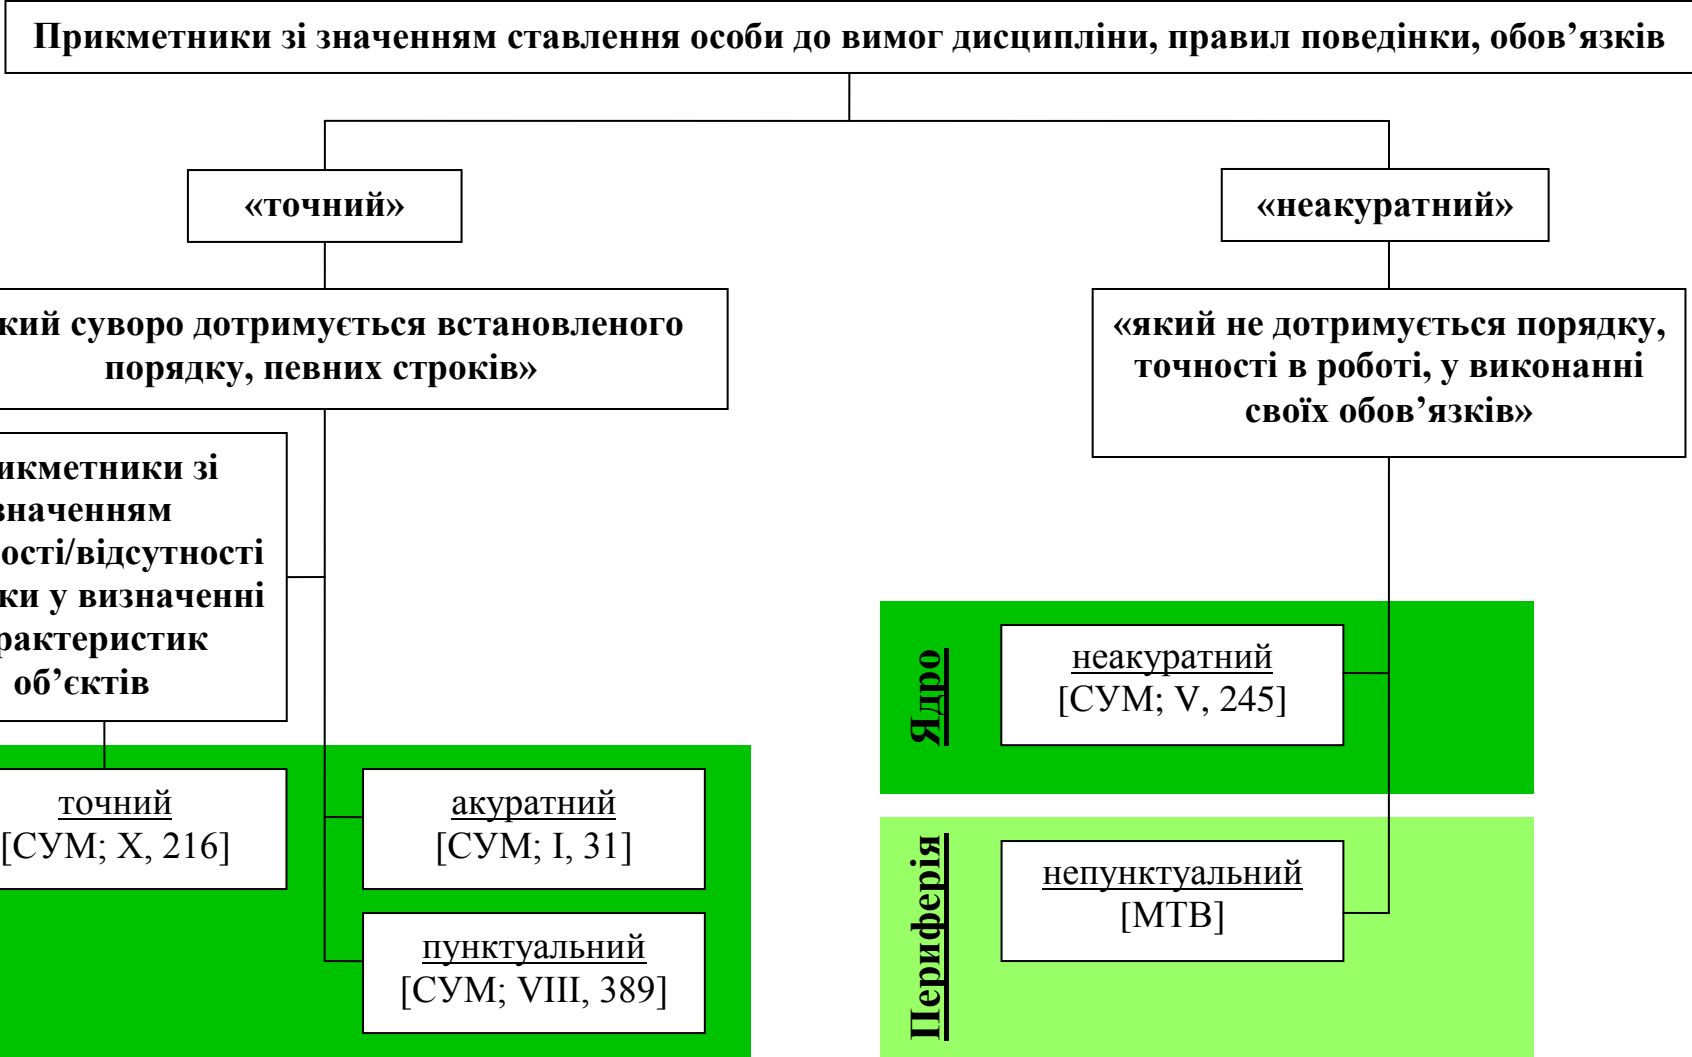 Прикметники зі значенням ставлення особи до вимог дисципліни, правил поведінки, обов’язків
«точний»
«неакуратний»
кий суворо дотримується встановленого
порядку, певних строків»
«який не дотримується порядку,
точності в роботі, у виконанні
своїх обов’язків»
икметники зі
значенням
ості/відсутності
ки у визначенні
рактеристик
об’єктів
точний
[СУМ; X, 216]
акуратний
[СУМ; I, 31]
пунктуальний
[СУМ; VIII, 389]
Ядро
неакуратний
[СУМ; V, 245]
Периферія
непунктуальний
[МТВ]